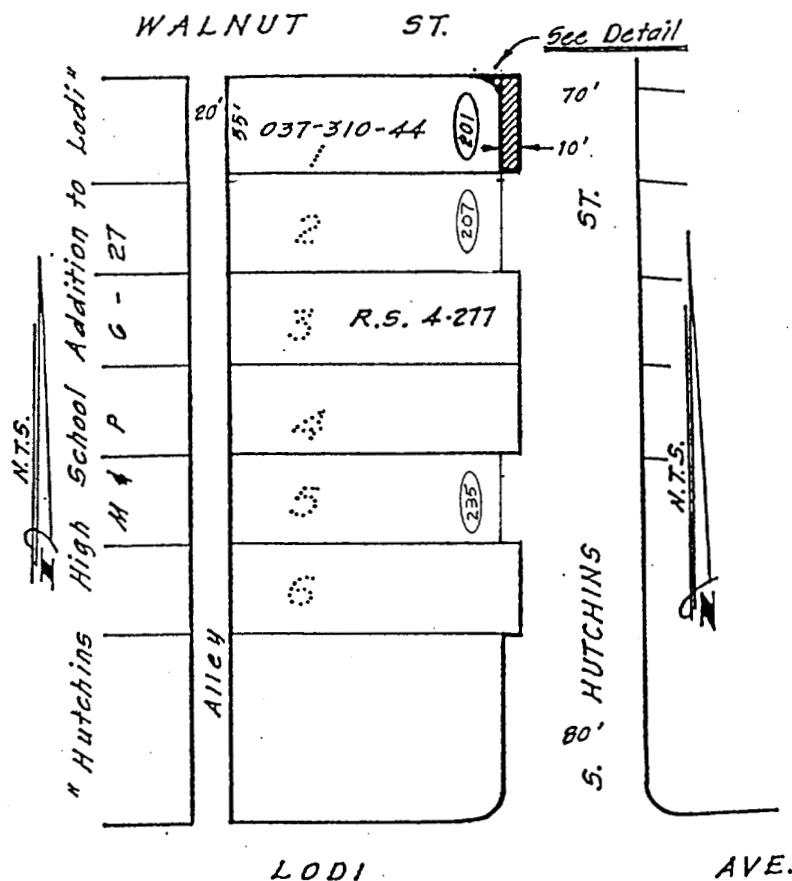 WALNUT ST.
See Detail
20'
55'
037-310-44
201
70'
10'
1
2
207
ST.
3
R.S. 4-277
4
5
235
6
"Hutchins High School Addition to Lodi"
M & P 6-27
N.T.S.
N.T.S.
Alley
S. HUTCHINS
80'
LODI AVE.